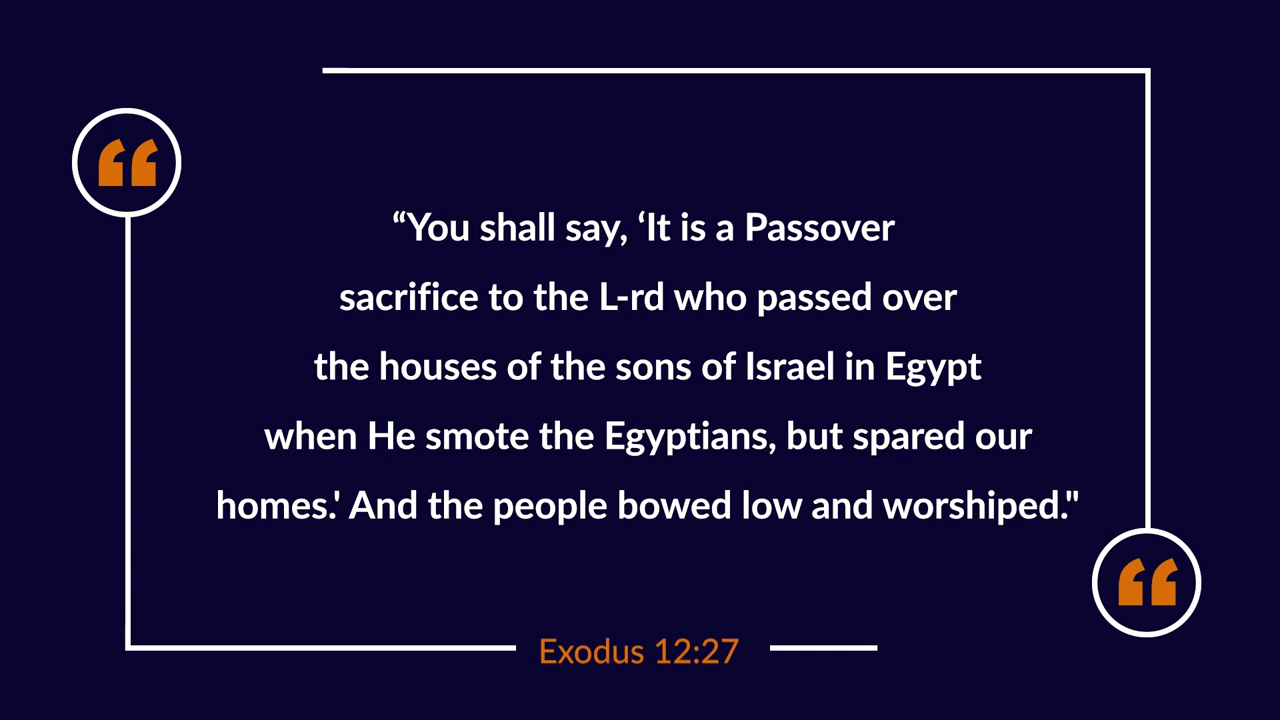 “You shall say, ‘It is a Passover
sacrifice to the L-rd who passed over
the houses of the sons of Israel in Egypt
when He smote the Egyptians, but spared our
homes.' And the people bowed low and worshiped."
Exodus 12:27